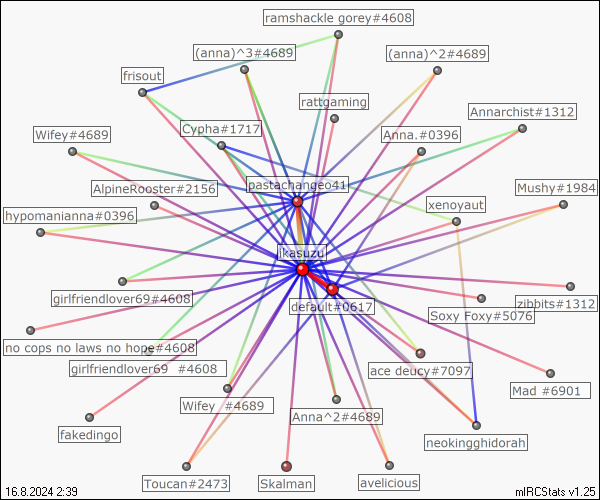 ramshackle gorey#4608
(anna)^3#4689
(anna)^2#4689
frisout
rattgaming
Annarchist#1312
Cypha#1717
Wifey#4689
Anna.#0396
pastachangeo41
AlpineRooster#2156
Mushy#1984
xenoyaut
hypomanianna#0396
jkasuzu
girlfriendlover69#4608
zibbits#1312
default#0617
Soxy Foxy#5076
no cops no laws no hope#4608
girlfriendlover69 #4608
ace deucy#7097
Mad #6901
Wifey #4689
Anna^2#4689
fakedingo
neokingghidorah
Toucan#2473
Skalman
avelicious
16.8.2024 2:39
mIRCStats v1.25